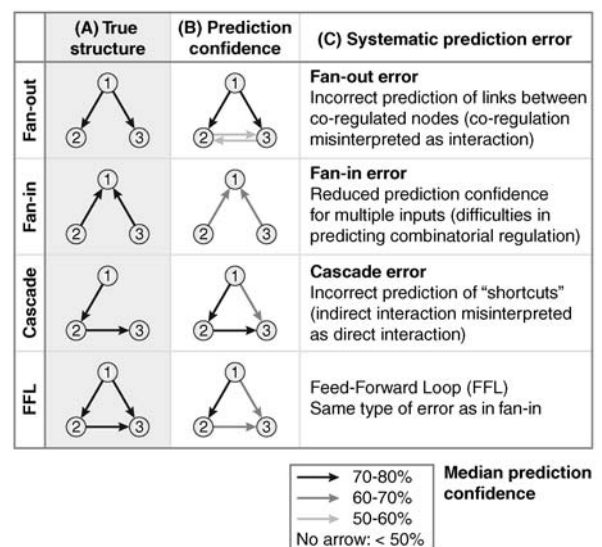 (A) True structure
(B) Prediction confidence
(C) Systematic prediction error
Fan-out
1
2
3
1
2
3
Fan-out error
Incorrect prediction of links between
co-regulated nodes (co-regulation
misinterpreted as interaction)
Fan-in
1
2
3
1
2
3
Fan-in error
Reduced prediction confidence
for multiple inputs (difficulties in
predicting combinatorial regulation)
Cascade
1
2
3
1
2
3
Cascade error
Incorrect prediction of “shortcuts”
(indirect interaction misinterpreted
as direct interaction)
FFL
1
2
3
1
2
3
Feed-Forward Loop (FFL)
Same type of error as in fan-in
70-80%
60-70%
50-60%
No arrow: < 50%
Median prediction
confidence